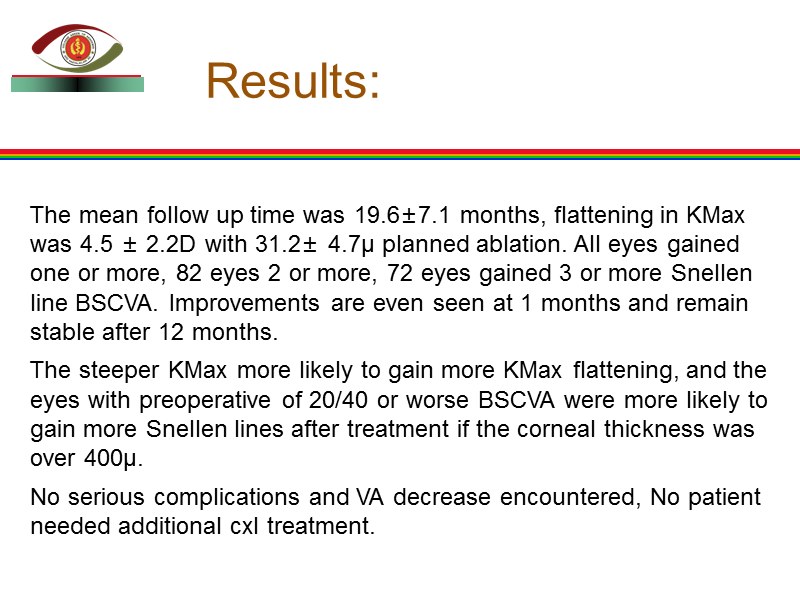 Results:
The mean follow up time was 19.6±7.1 months, flattening in KMax
was 4.5 ± 2.2D with 31.2± 4.7µ planned ablation. All eyes gained
one or more, 82 eyes 2 or more, 72 eyes gained 3 or more Snellen
line BSCVA. Improvements are even seen at 1 months and remain
stable after 12 months.
The steeper KMax more likely to gain more KMax flattening, and the
eyes with preoperative of 20/40 or worse BSCVA were more likely to
gain more Snellen lines after treatment if the corneal thickness was
over 400µ.
No serious complications and VA decrease encountered, No patient
needed additional cxl treatment.